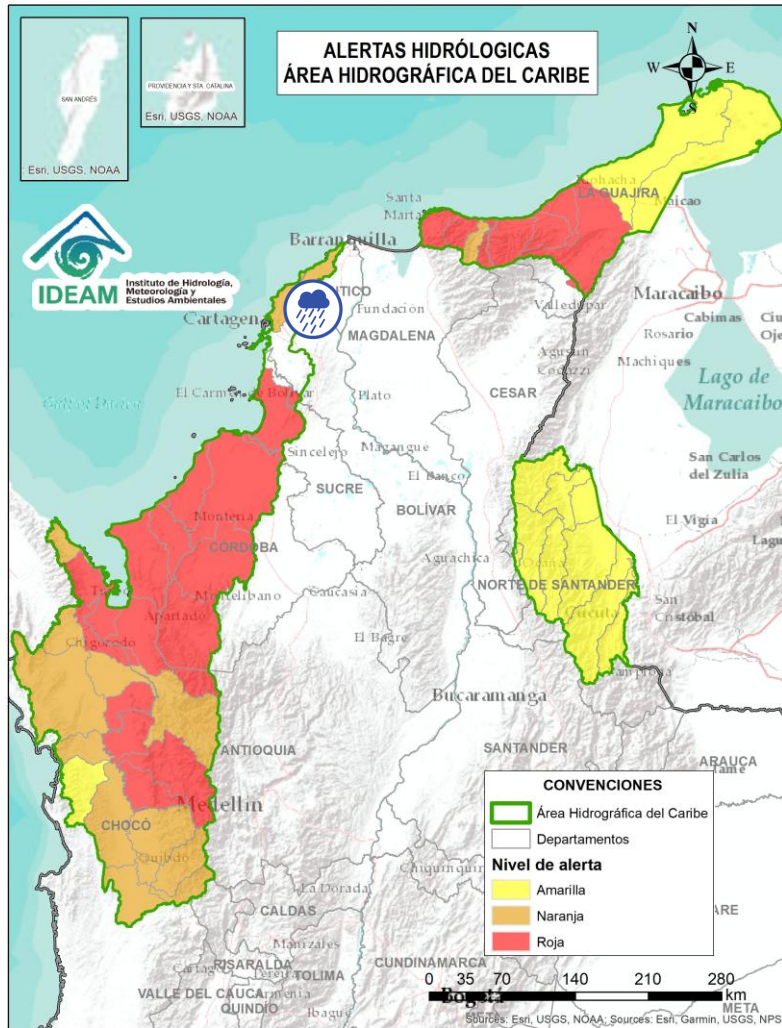 ALERTAS HIDRÓLOGICAS
ÁREA HIDROGRÁFICA DEL CARIBE
SAN ANDRÉS
PROVIDENCIA Y STA. CATALINA
Esri, USGS, NOAA
: Esri, USGS, NOAA
N
W E
S
IDEAM
Instituto de Hidrología,
Meteorología y
Estudios Ambientales
LA GUAJIRA
Maicao
Santa
Marta
Barranquilla
Cartagena
Fundación
MAGDALENA
Valledupar
Maracaibo
Cabimas
Rosario
Machiques
Agustín
Codazzi
CESAR
Lago de
Maracaibo
El Carmen de Bolívar
Plato
Sincelejo
Magangue
San Carlos
del Zulia
SUCRE
El Banco
BOLÍVAR
Montería
CÓRDOBA
El Vigía
Aguachica
Ocaña
NORTE DE SANTANDER
Cúcuta
San
Cristóbal
Montelibano
Caucasia
Apartado
Chigorodo
El Bagre
Bucaramanga
ANTIOQUIA
SANTANDER
ARAUCA
Medellín
CHOCÓ
Quibdó
CONVENCIONES
Área Hidrográfica del Caribe
Departamentos
Nivel de alerta
Amarilla
Naranja
Roja
La Dorada
CALDAS
Manizales
RISARALDA
Pereira
TOLIMA
CUNDINAMARCA
VALLE DEL CAUCA
Armenia
QUINDÍO
Ibague
Bogotá
META
META
0 35 70 140 210 280
km
Sources: Esri, USGS, NOAA; Sources: Esri, Garmin, USGS, NPS